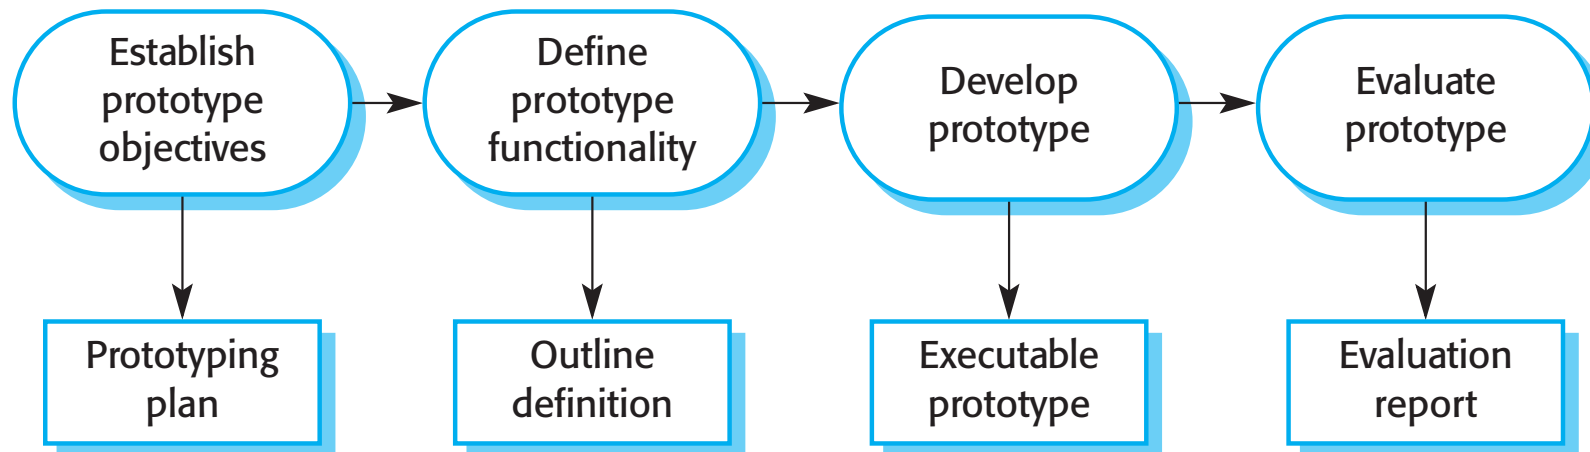 Establish
prototype
objectives
Define
prototype
functionality
Develop
prototype
Evaluate
prototype
Prototyping
plan
Outline
definition
Executable
prototype
Evaluation
report